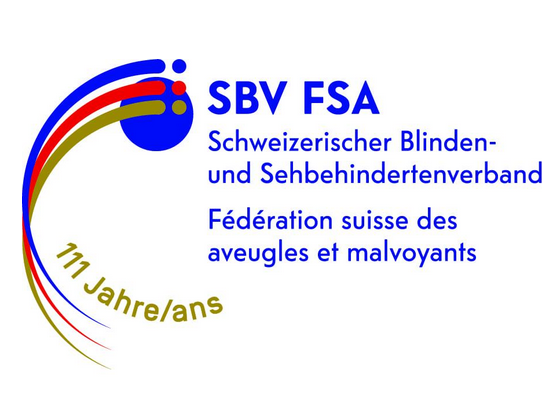 SBV FSA
Schweizerischer Blinden-
und Sehbehindertenverband
Fédération suisse des
aveugles et malvoyants
111 Jahre/ans